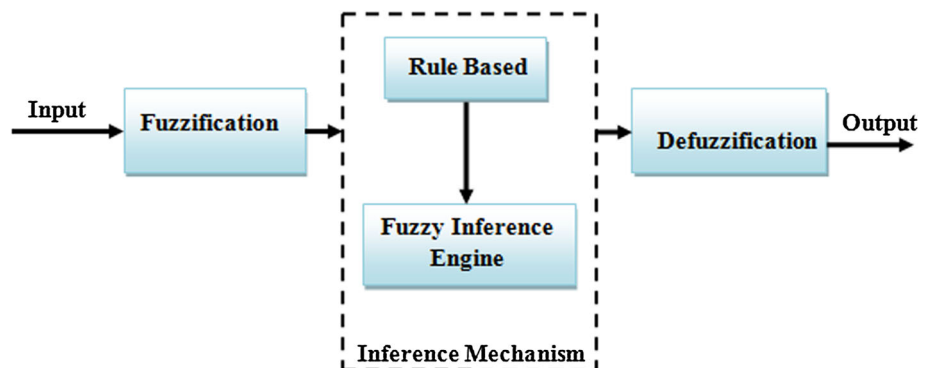 Input
Fuzzification
Rule Based
Fuzzy Inference
Engine
Inference Mechanism
Defuzzification
Output